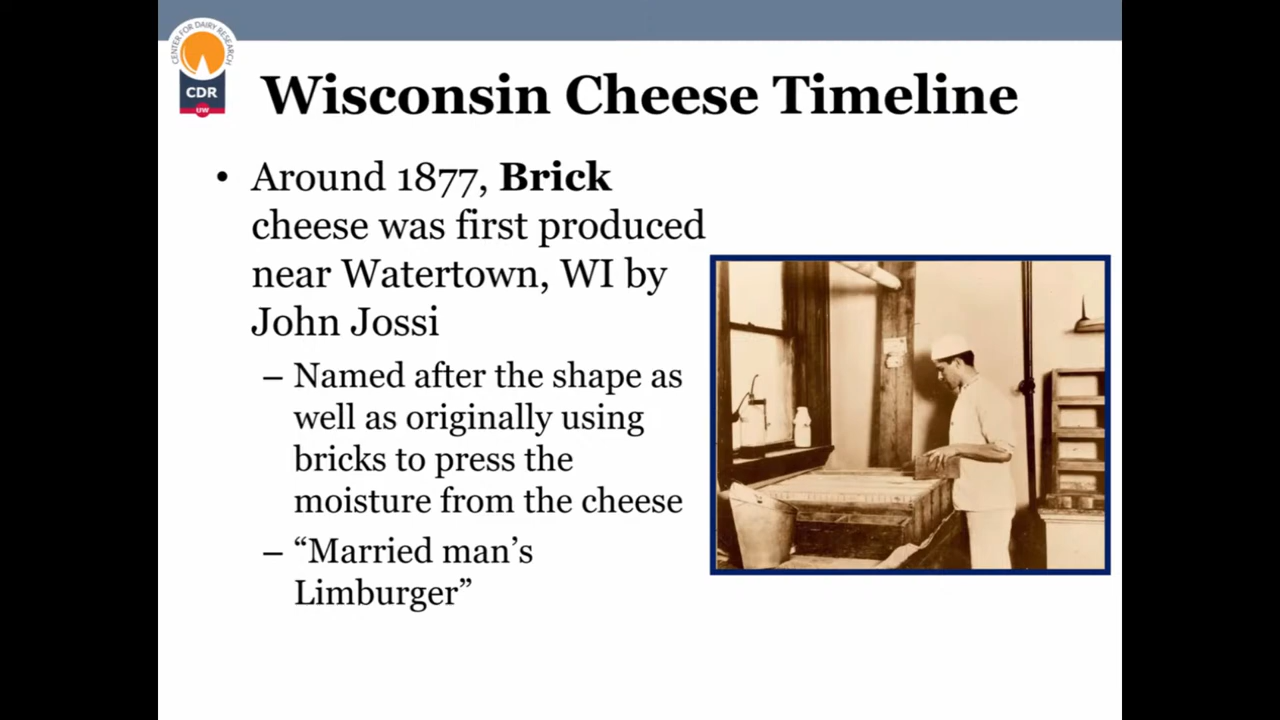 CENTER FOR DAIRY RESEARCH
CDR
UW
Wisconsin Cheese Timeline
• Around 1877, Brick
cheese was first produced
near Watertown, WI by
John Jossi
– Named after the shape as
well as originally using
bricks to press the
moisture from the cheese
– “Married man’s
Limburger”